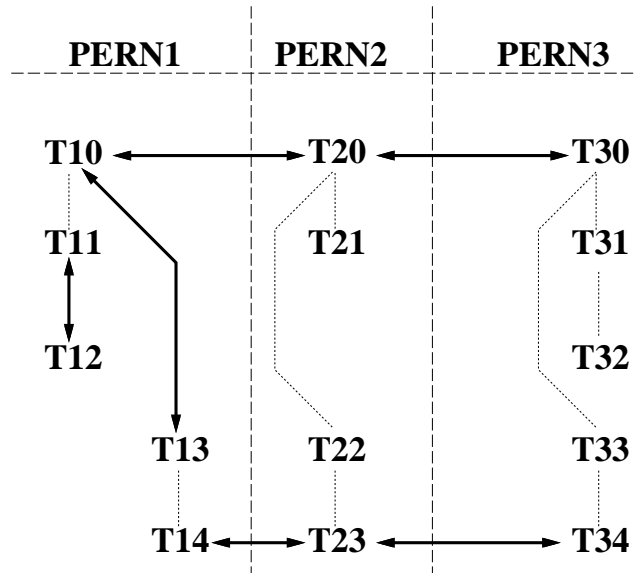 PERN1 PERN2 PERN3
T10 T20 T30
T11 T21 T31
T12 T32
T13 T22 T33
T14 T23 T34